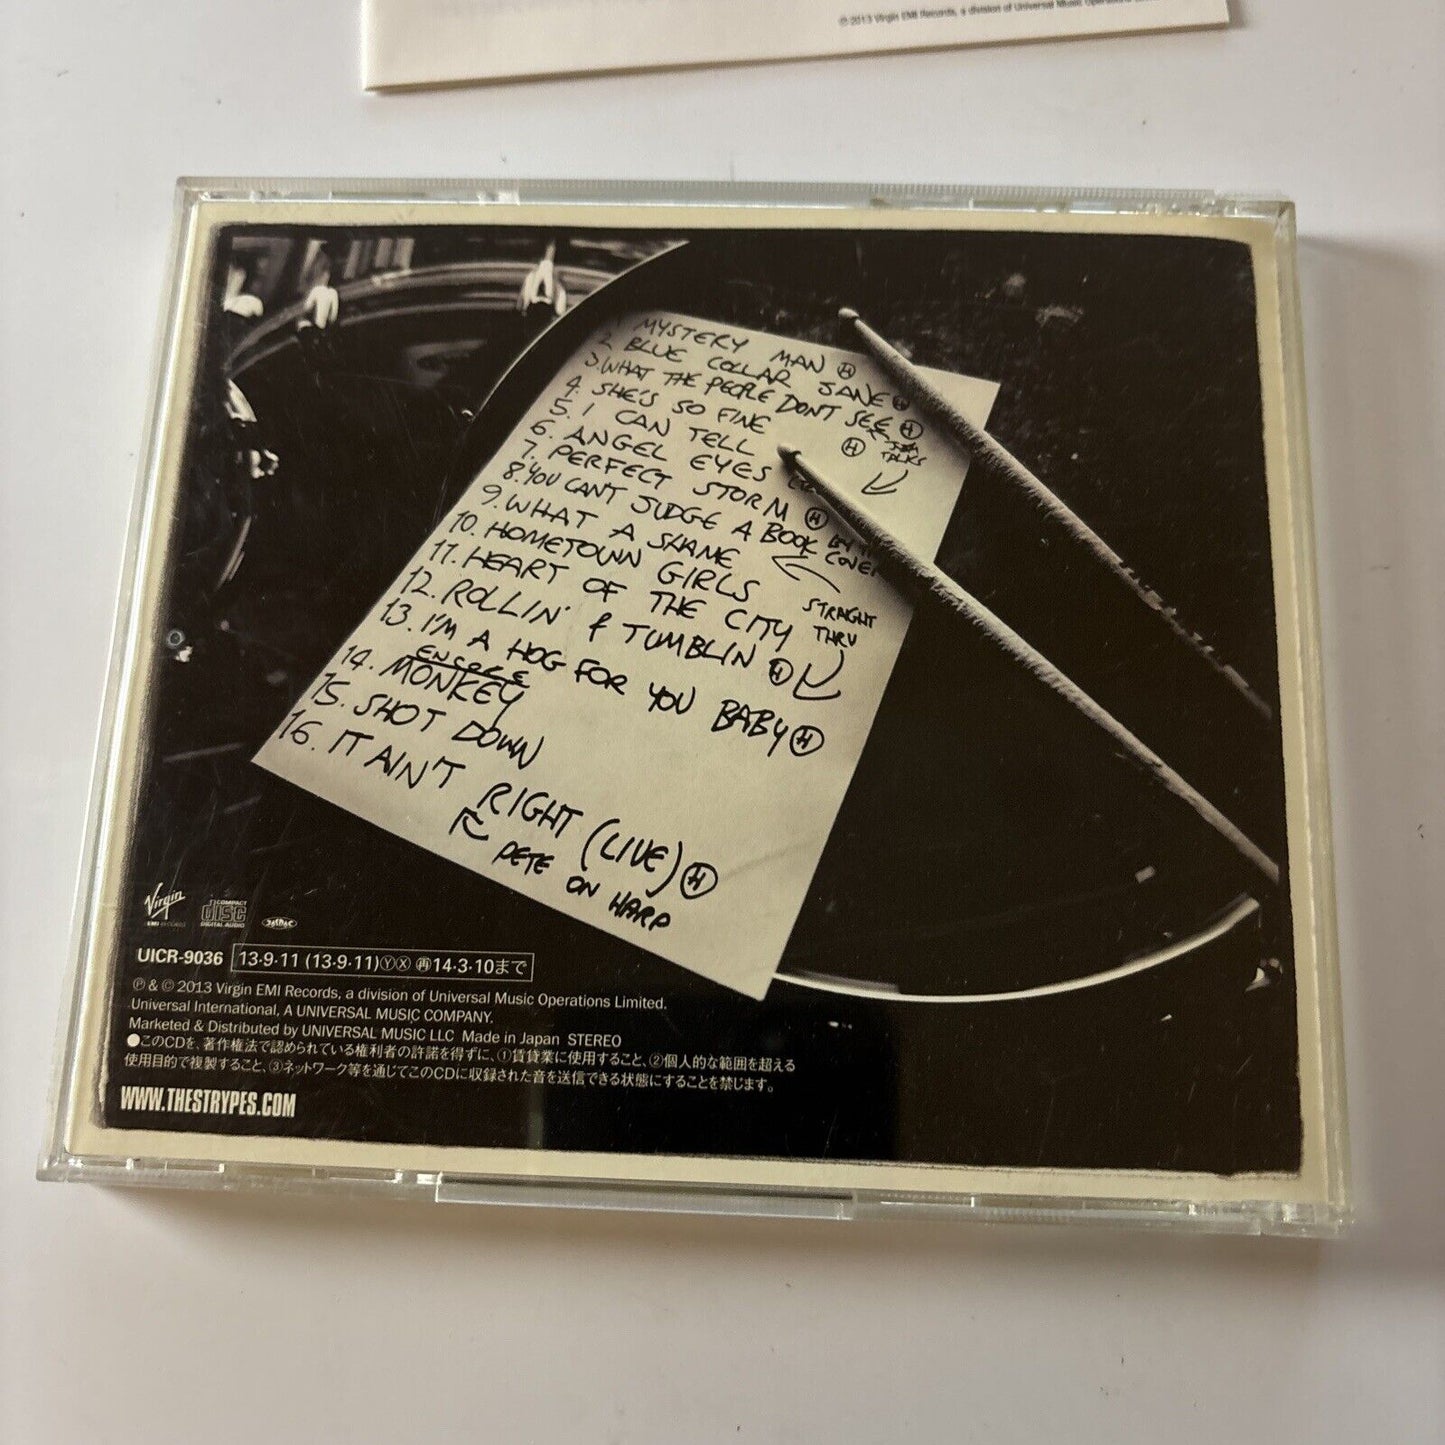 ℗ 2013 Virgin EMI Records, a division of Universal Music Operations
MYSTERY MAN Ⓗ
2. BLUE COLLAR JANE Ⓗ
3. WHAT THE PEOPLE DON'T SEE Ⓗ
TALKS
4. SHE'S SO FINE Ⓗ
5. I CAN TELL
6. ANGEL EYES
7. PERFECT STORM Ⓗ
8. YOU CAN'T JUDGE A BOOK BY
COVER
9. WHAT A SHAME
10. HOMETOWN GIRLS
STRAIGHT
THRU
11. HEART OF THE CITY
12. ROLLIN' & TUMBLIN Ⓗ
13. I'M A HOG FOR YOU BABY Ⓗ
ENCORE
14. MONKEY
15. SHOT DOWN
16. IT AIN'T RIGHT (LIVE) Ⓗ
PETE ON HARP
Virgin
EMI RECORDS
COMPACT
DISC
DIGITAL AUDIO
JASRAC
UICR-9036 13·9·11 (13·9·11)ⓎⓍ ㊢14·3·10まで
℗ & © 2013 Virgin EMI Records, a division of Universal Music Operations Limited.
Universal International, A UNIVERSAL MUSIC COMPANY.
Marketed & Distributed by UNIVERSAL MUSIC LLC Made in Japan STEREO
●このCDを、著作権法で認められている権利者の許諾を得ずに、①賃貸業に使用すること、②個人的な範囲を超える
使用目的で複製すること、③ネットワーク等を通じてこのCDに収録された音を送信できる状態にすることを禁じます。
WWW.THESTRYPES.COM